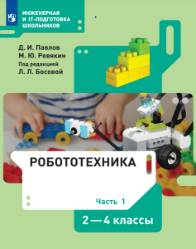 ИНЖЕНЕРНАЯ
И IT-ПОДГОТОВКА
ШКОЛЬНИКОВ
Д. И. Павлов
М. Ю. Ревякин
Под редакцией
Л. Л. Босовой
РОБОТОТЕХНИКА
Часть 1
2—4 классы